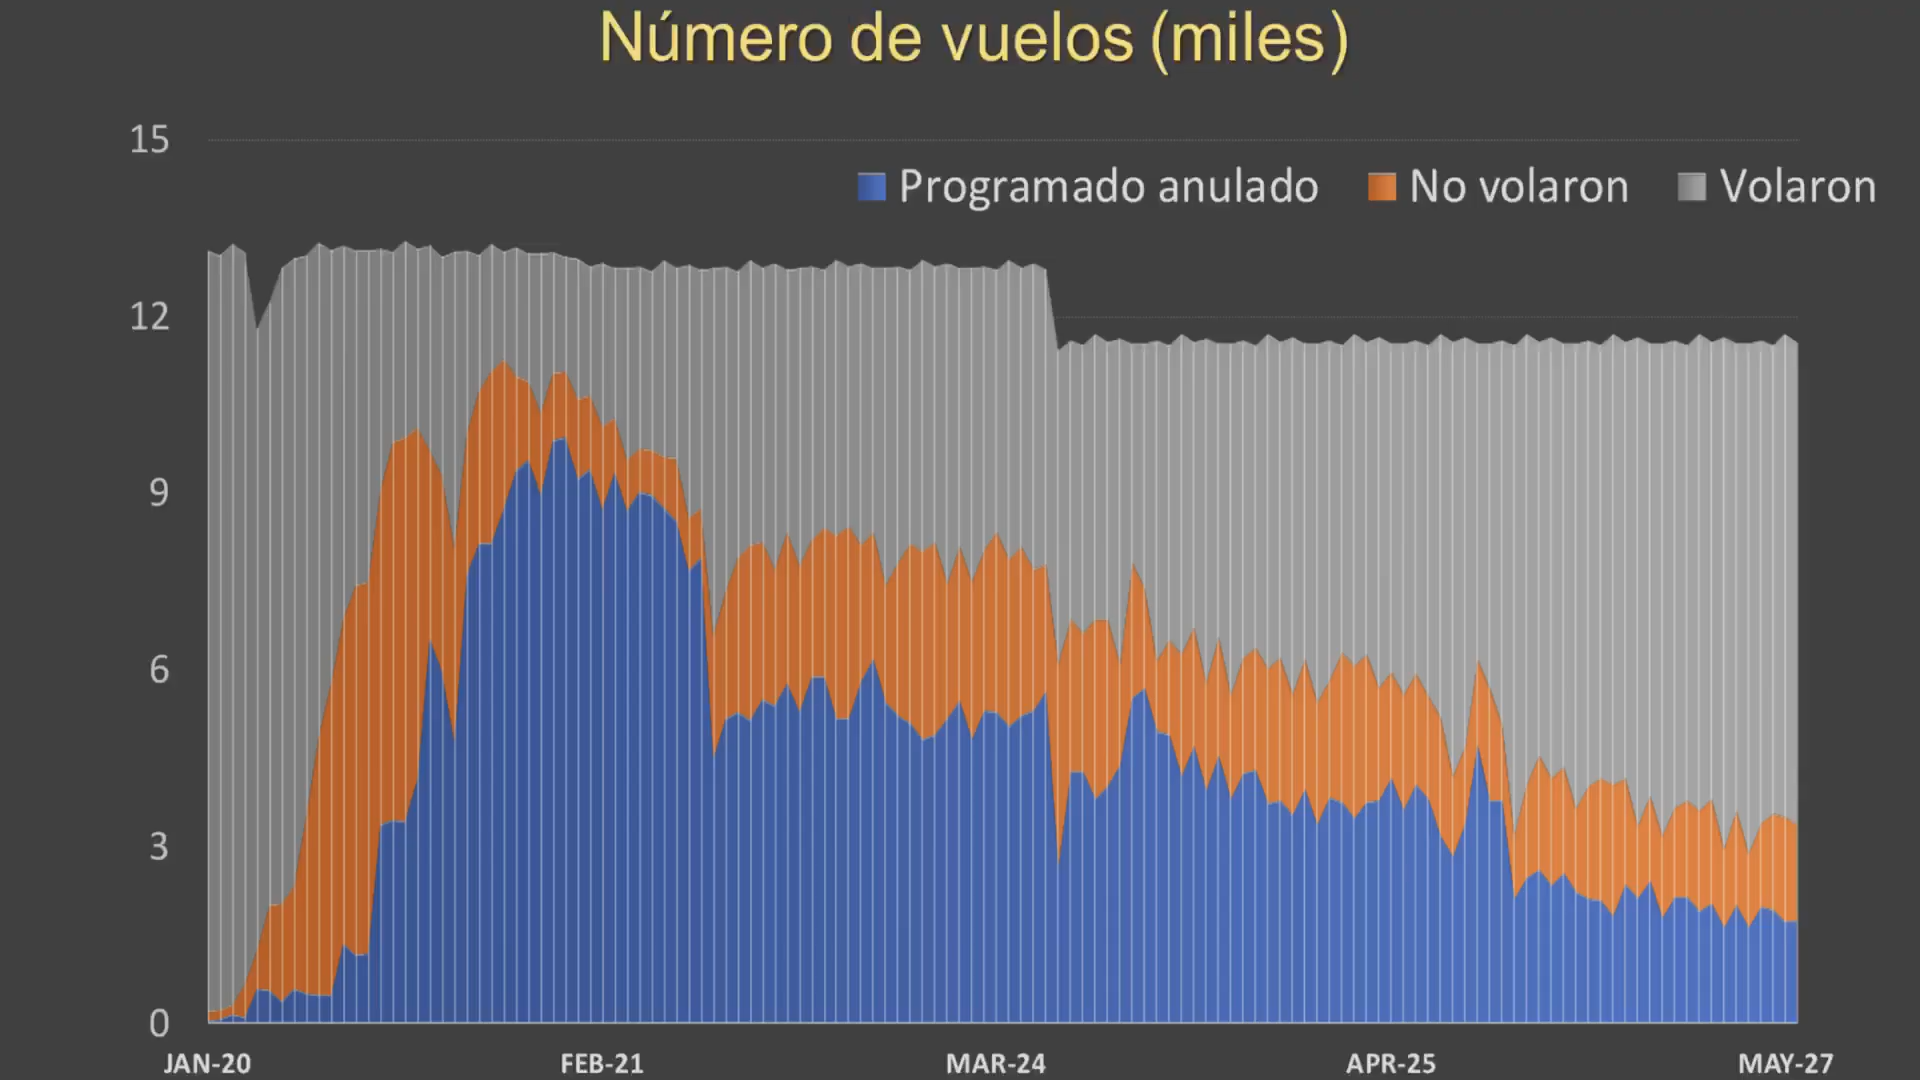 Número de vuelos (miles)
15
Programado anulado No volaron Volaron
12
9
6
3
0
JAN-20 FEB-21 MAR-24 APR-25 MAY-27